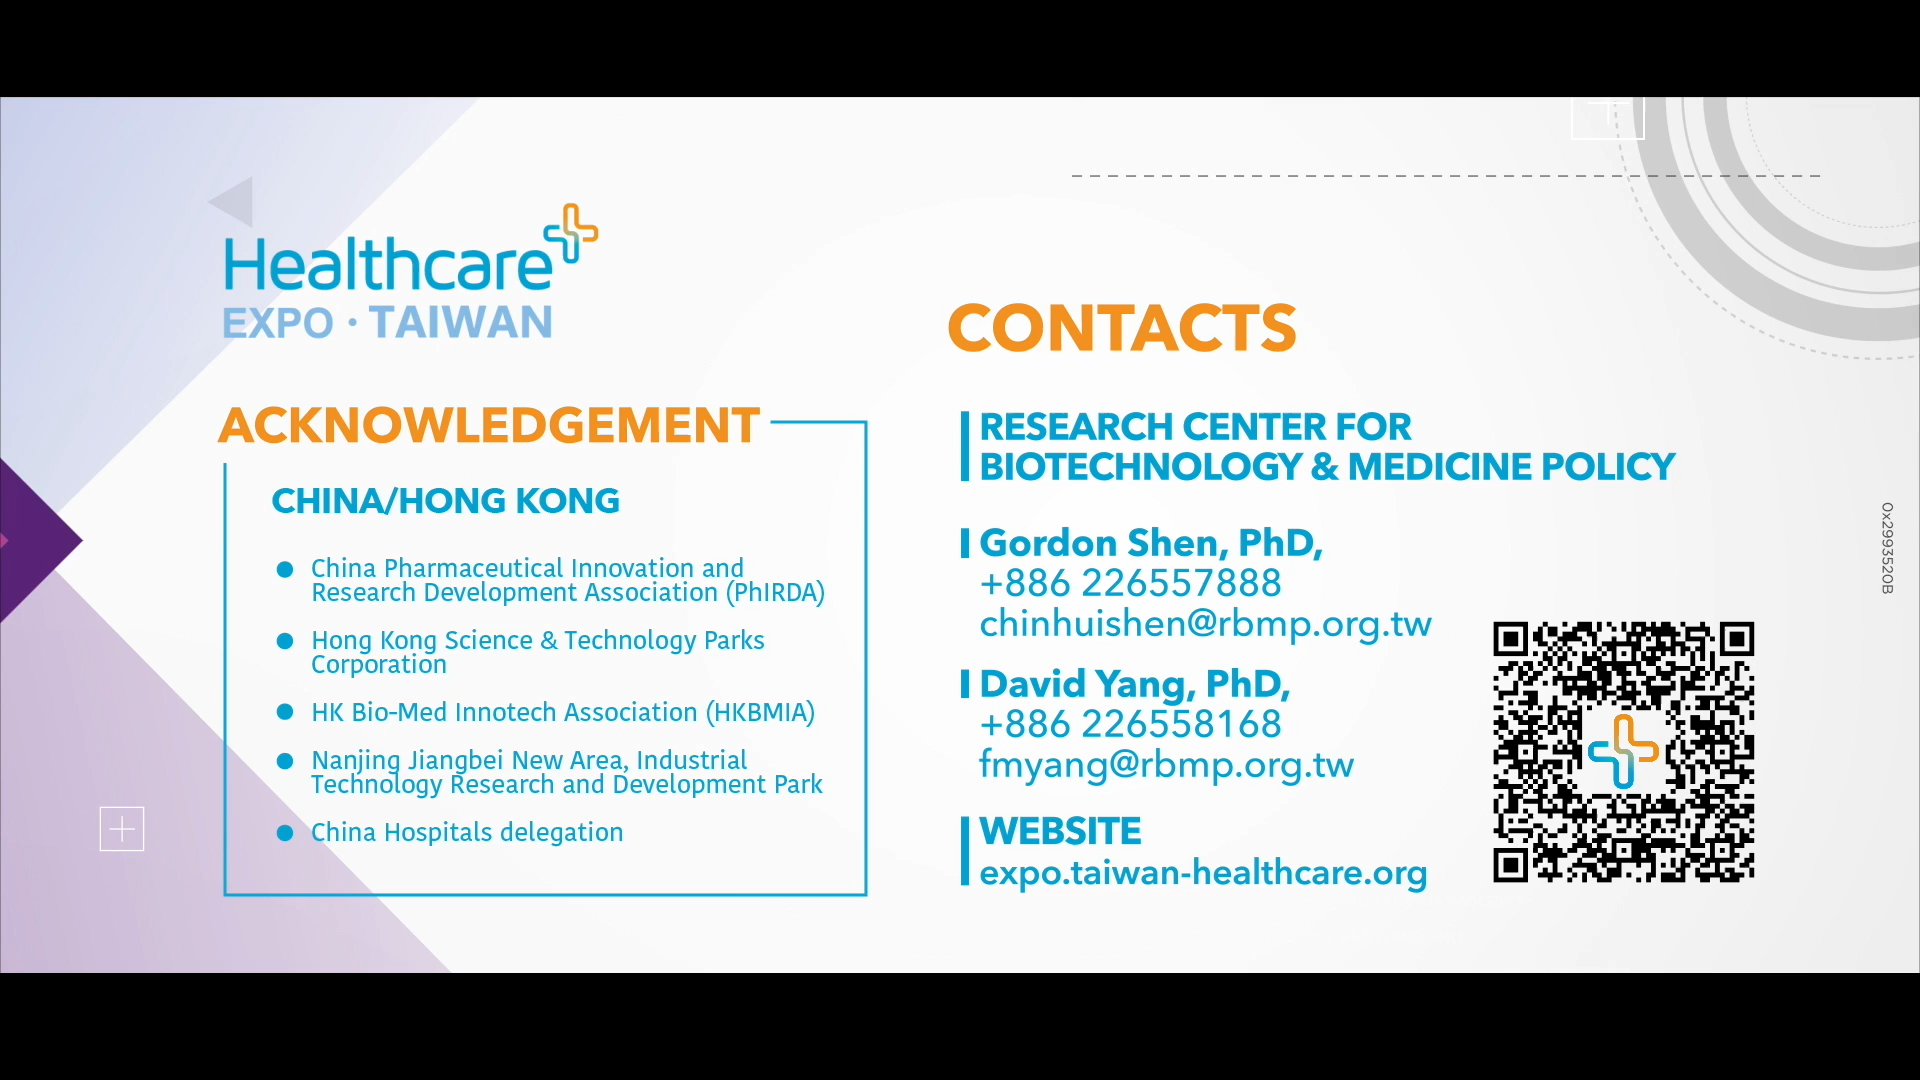 Healthcare
EXPO · TAIWAN
ACKNOWLEDGEMENT
CHINA/HONG KONG
● China Pharmaceutical Innovation and
Research Development Association (PhIRDA)
● Hong Kong Science & Technology Parks
Corporation
● HK Bio-Med Innotech Association (HKBMIA)
● Nanjing Jiangbei New Area, Industrial
Technology Research and Development Park
● China Hospitals delegation
CONTACTS
RESEARCH CENTER FOR
BIOTECHNOLOGY & MEDICINE POLICY
Gordon Shen, PhD,
+886 226557888
chinhuishen@rbmp.org.tw
David Yang, PhD,
+886 226558168
fmyang@rbmp.org.tw
WEBSITE
expo.taiwan-healthcare.org
0x2993520B